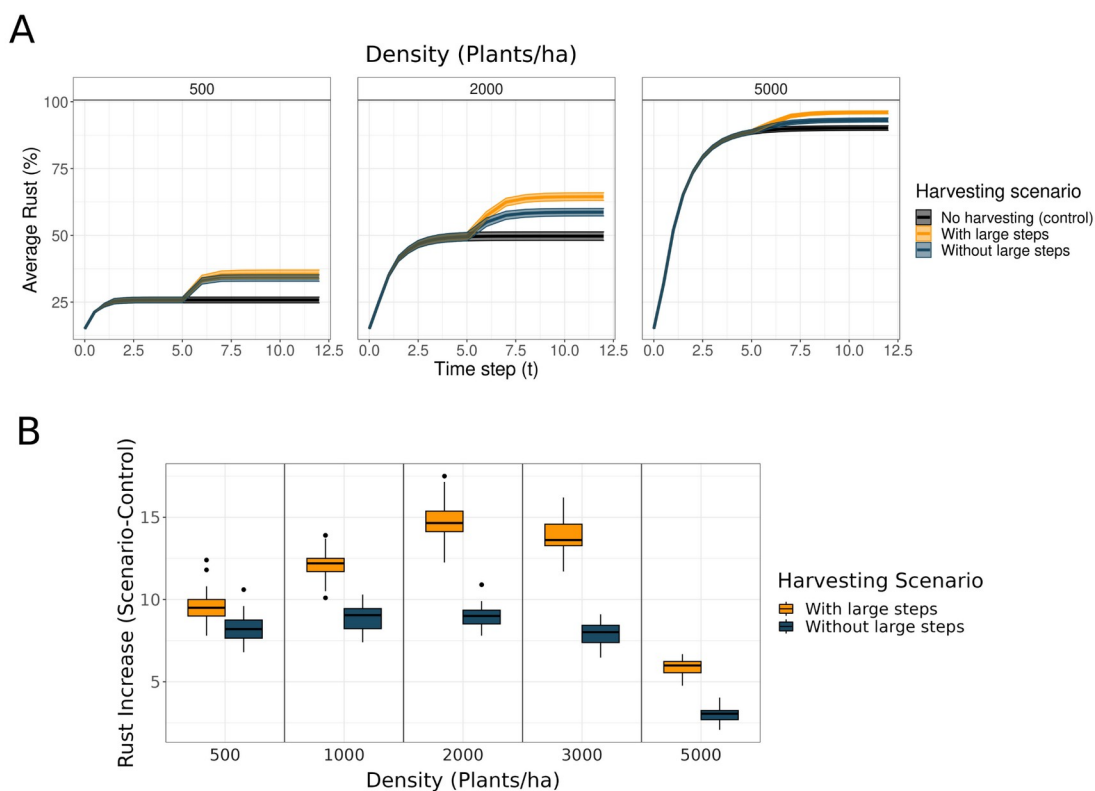 A
Density (Plants/ha)
500 2000 5000
Average Rust (%)
100
75
50
25
0.0 2.5 5.0 7.5 10.0 12.5 0.0 2.5 5.0 7.5 10.0 12.5 0.0 2.5 5.0 7.5 10.0 12.5
Time step (t)
Harvesting scenario
No harvesting (control)
With large steps
Without large steps
B
Rust Increase (Scenario-Control)
15
10
5
500 1000 2000 3000 5000
Density (Plants/ha)
Harvesting Scenario
With large steps
Without large steps